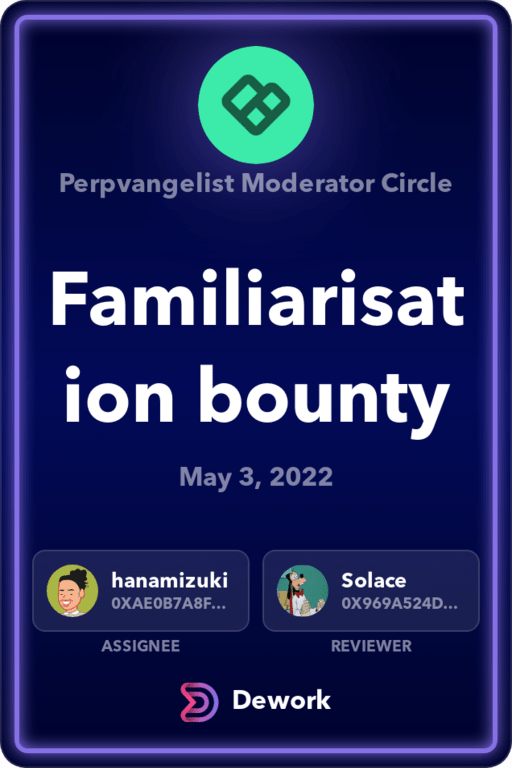 Perpvangelist Moderator Circle
Familiarisat
ion bounty
May 3, 2022
hanamizuki
0XAE0B7A8F...
Solace
0X969A524D...
ASSIGNEE
REVIEWER
Dework